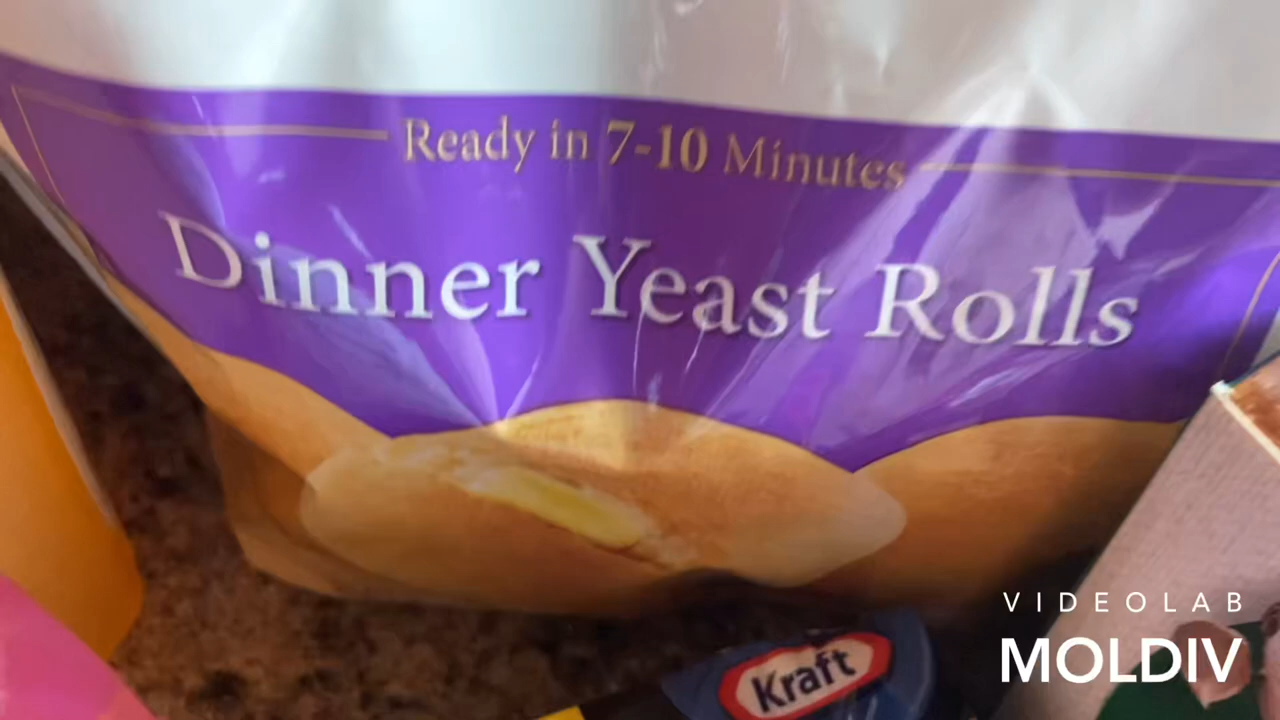 Ready in 7-10 Minutes
Dinner Yeast Rolls
Kraft
VIDEOLAB
MOLDIV